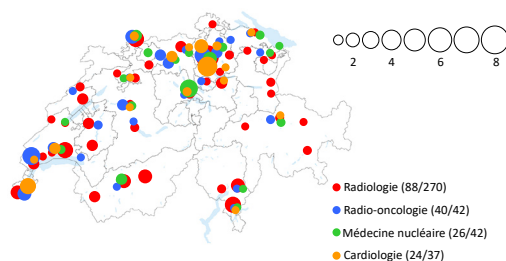 2 4 6 8
Radiologie (88/270)
Radio-oncologie (40/42)
Médecine nucléaire (26/42)
Cardiologie (24/37)